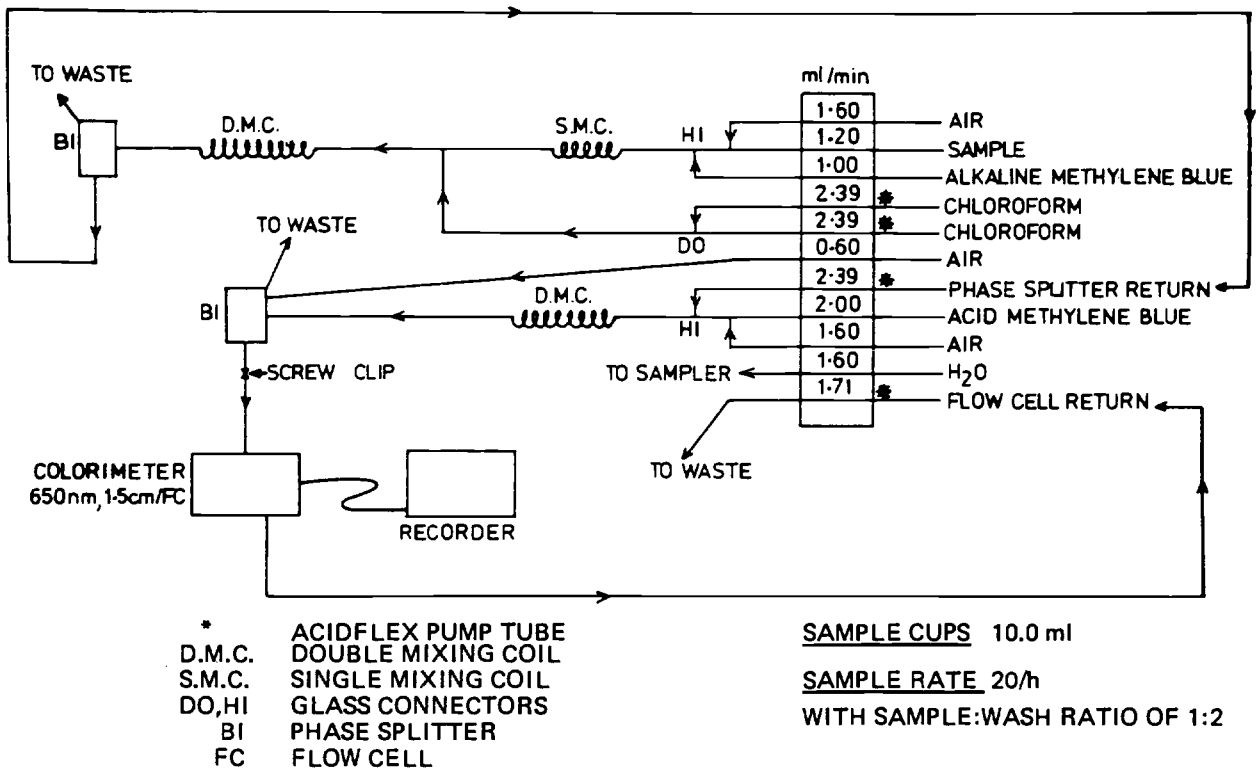 TO WASTE
BI
D.M.C.
S.M.C.
HI
ml/min
1·60
AIR
1·20
SAMPLE
1·00
ALKALINE METHYLENE BLUE
2·39 *
CHLOROFORM
2·39 *
CHLOROFORM
DO
0·60
AIR
2·39 *
PHASE SPLITTER RETURN
TO WASTE
BI
D.M.C.
HI
2·00
ACID METHYLENE BLUE
1·60
AIR
SCREW CLIP
TO SAMPLER
1·60
H2O
1·71 *
FLOW CELL RETURN
TO WASTE
COLORIMETER
650nm, 1·5cm/FC
RECORDER
* ACIDFLEX PUMP TUBE
D.M.C. DOUBLE MIXING COIL
S.M.C. SINGLE MIXING COIL
DO,HI GLASS CONNECTORS
BI PHASE SPLITTER
FC FLOW CELL
SAMPLE CUPS 10.0 ml
SAMPLE RATE 20/h
WITH SAMPLE:WASH RATIO OF 1:2